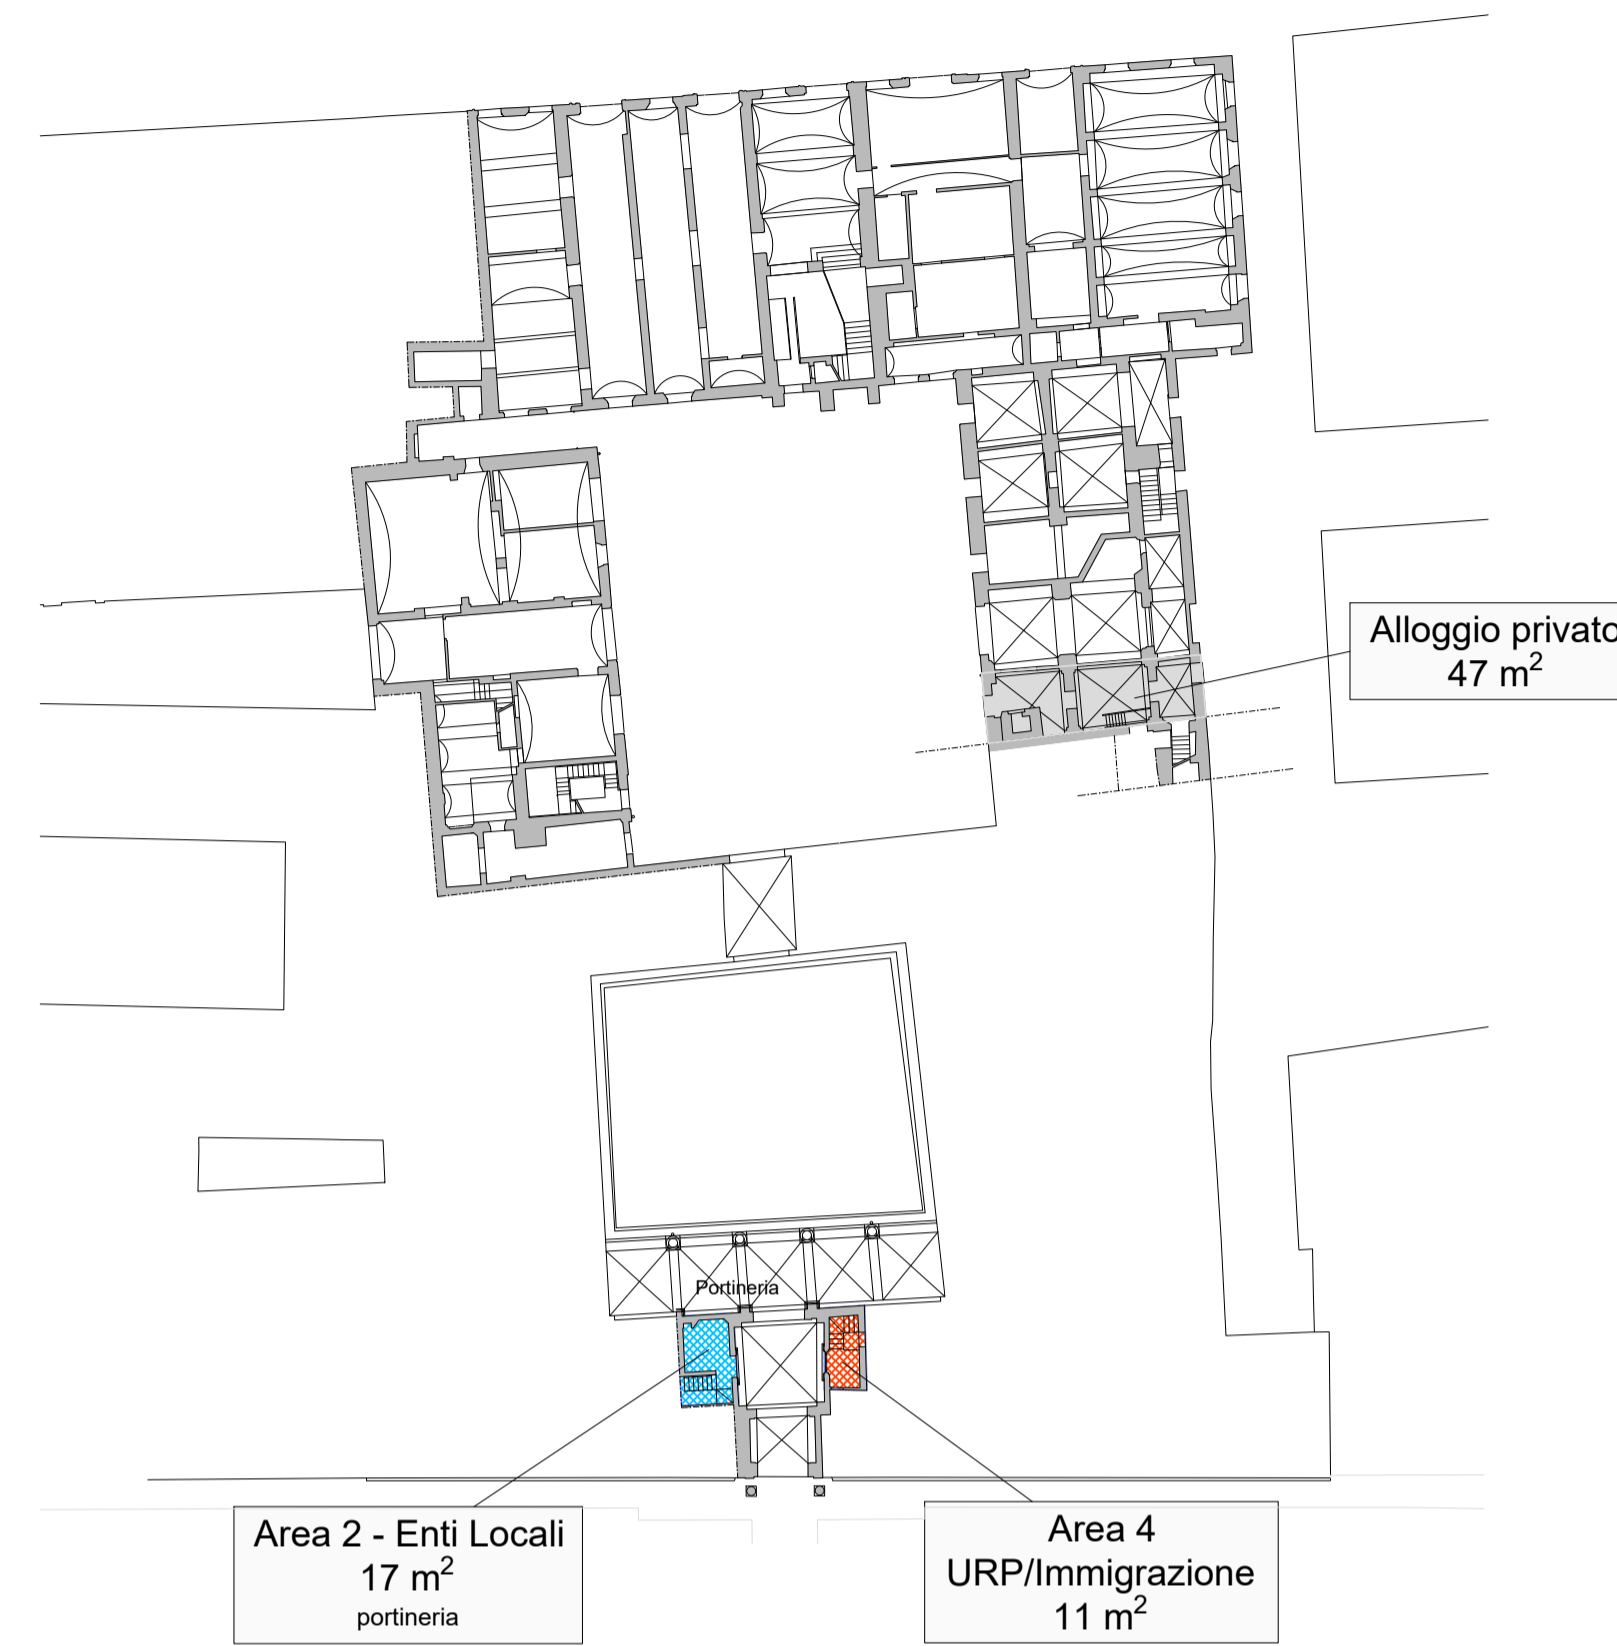 Alloggio privato
47 m²
Portineria
Area 2 - Enti Locali
17 m²
portineria
Area 4
URP/Immigrazione
11 m²